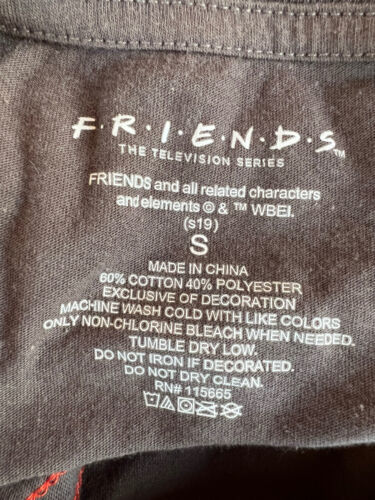 F·R·I·E·N·D·S™
THE TELEVISION SERIES
FRIENDS and all related characters
and elements © & ™ WBEI.
(s19)
S
MADE IN CHINA
60% COTTON 40% POLYESTER
EXCLUSIVE OF DECORATION
MACHINE WASH COLD WITH LIKE COLORS
ONLY NON-CHLORINE BLEACH WHEN NEEDED.
TUMBLE DRY LOW.
DO NOT IRON IF DECORATED.
DO NOT DRY CLEAN.
RN# 115665